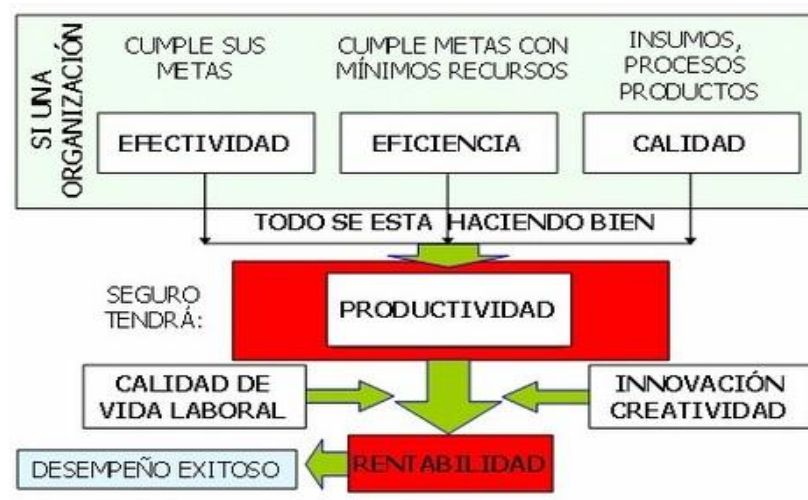 SI UNA
ORGANIZACIÓN
CUMPLE SUS
METAS
CUMPLE METAS CON
MÍNIMOS RECURSOS
INSUMOS,
PROCESOS
PRODUCTOS
EFECTIVIDAD
EFICIENCIA
CALIDAD
TODO SE ESTA HACIENDO BIEN
SEGURO
TENDRÁ:
PRODUCTIVIDAD
CALIDAD DE
VIDA LABORAL
INNOVACIÓN
CREATIVIDAD
RENTABILIDAD
DESEMPEÑO EXITOSO